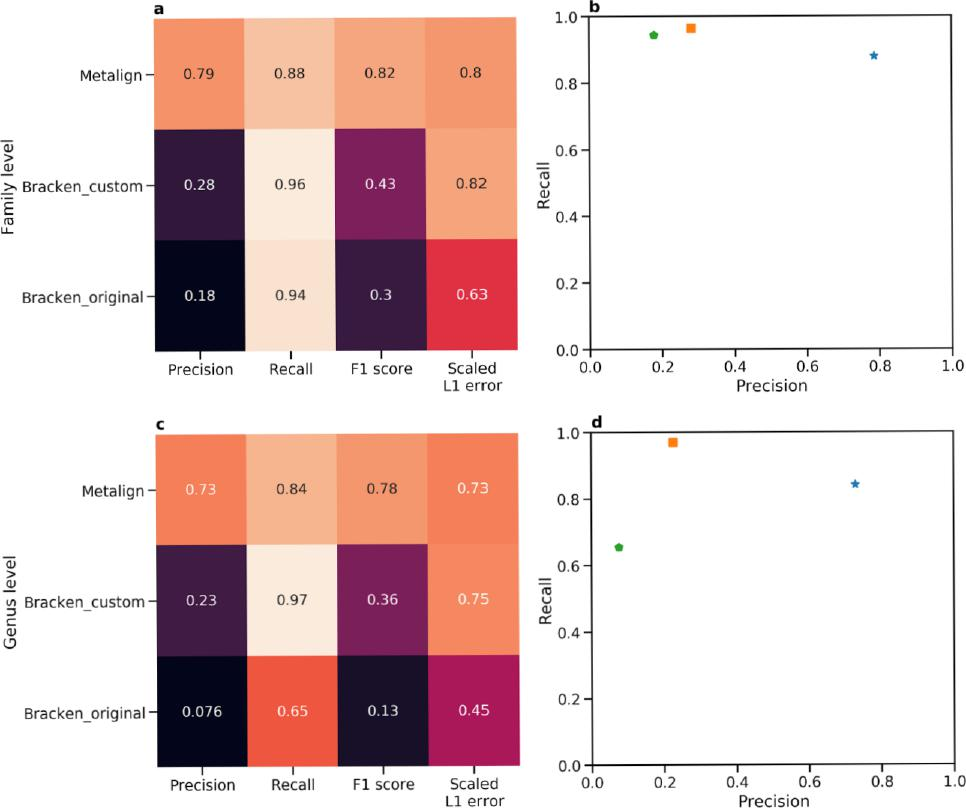 a
Family level
Metalign 0.79 0.88 0.82 0.8
Bracken_custom 0.28 0.96 0.43 0.82
Bracken_original 0.18 0.94 0.3 0.63
Precision Recall F1 score Scaled
L1 error
b
Recall
1.0
0.8
0.6
0.4
0.2
0.0
0.0 0.2 0.4 0.6 0.8 1.0
Precision
c
Genus level
Metalign 0.73 0.84 0.78 0.73
Bracken_custom 0.23 0.97 0.36 0.75
Bracken_original 0.076 0.65 0.13 0.45
Precision Recall F1 score Scaled
L1 error
d
Recall
1.0
0.8
0.6
0.4
0.2
0.0
0.0 0.2 0.4 0.6 0.8 1.0
Precision